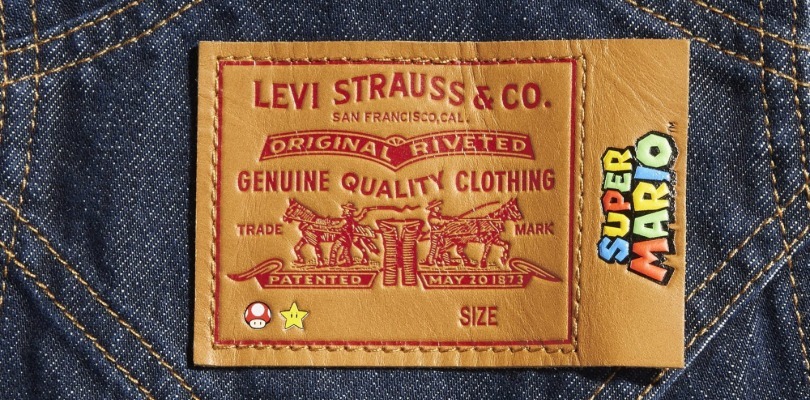 LEVI STRAUSS & CO.
SAN FRANCISCO,CAL.
ORIGINAL RIVETED
GENUINE QUALITY CLOTHING
TRADE MARK
PATENTED MAY 20 1873
SIZE
SUPER
MARIO™